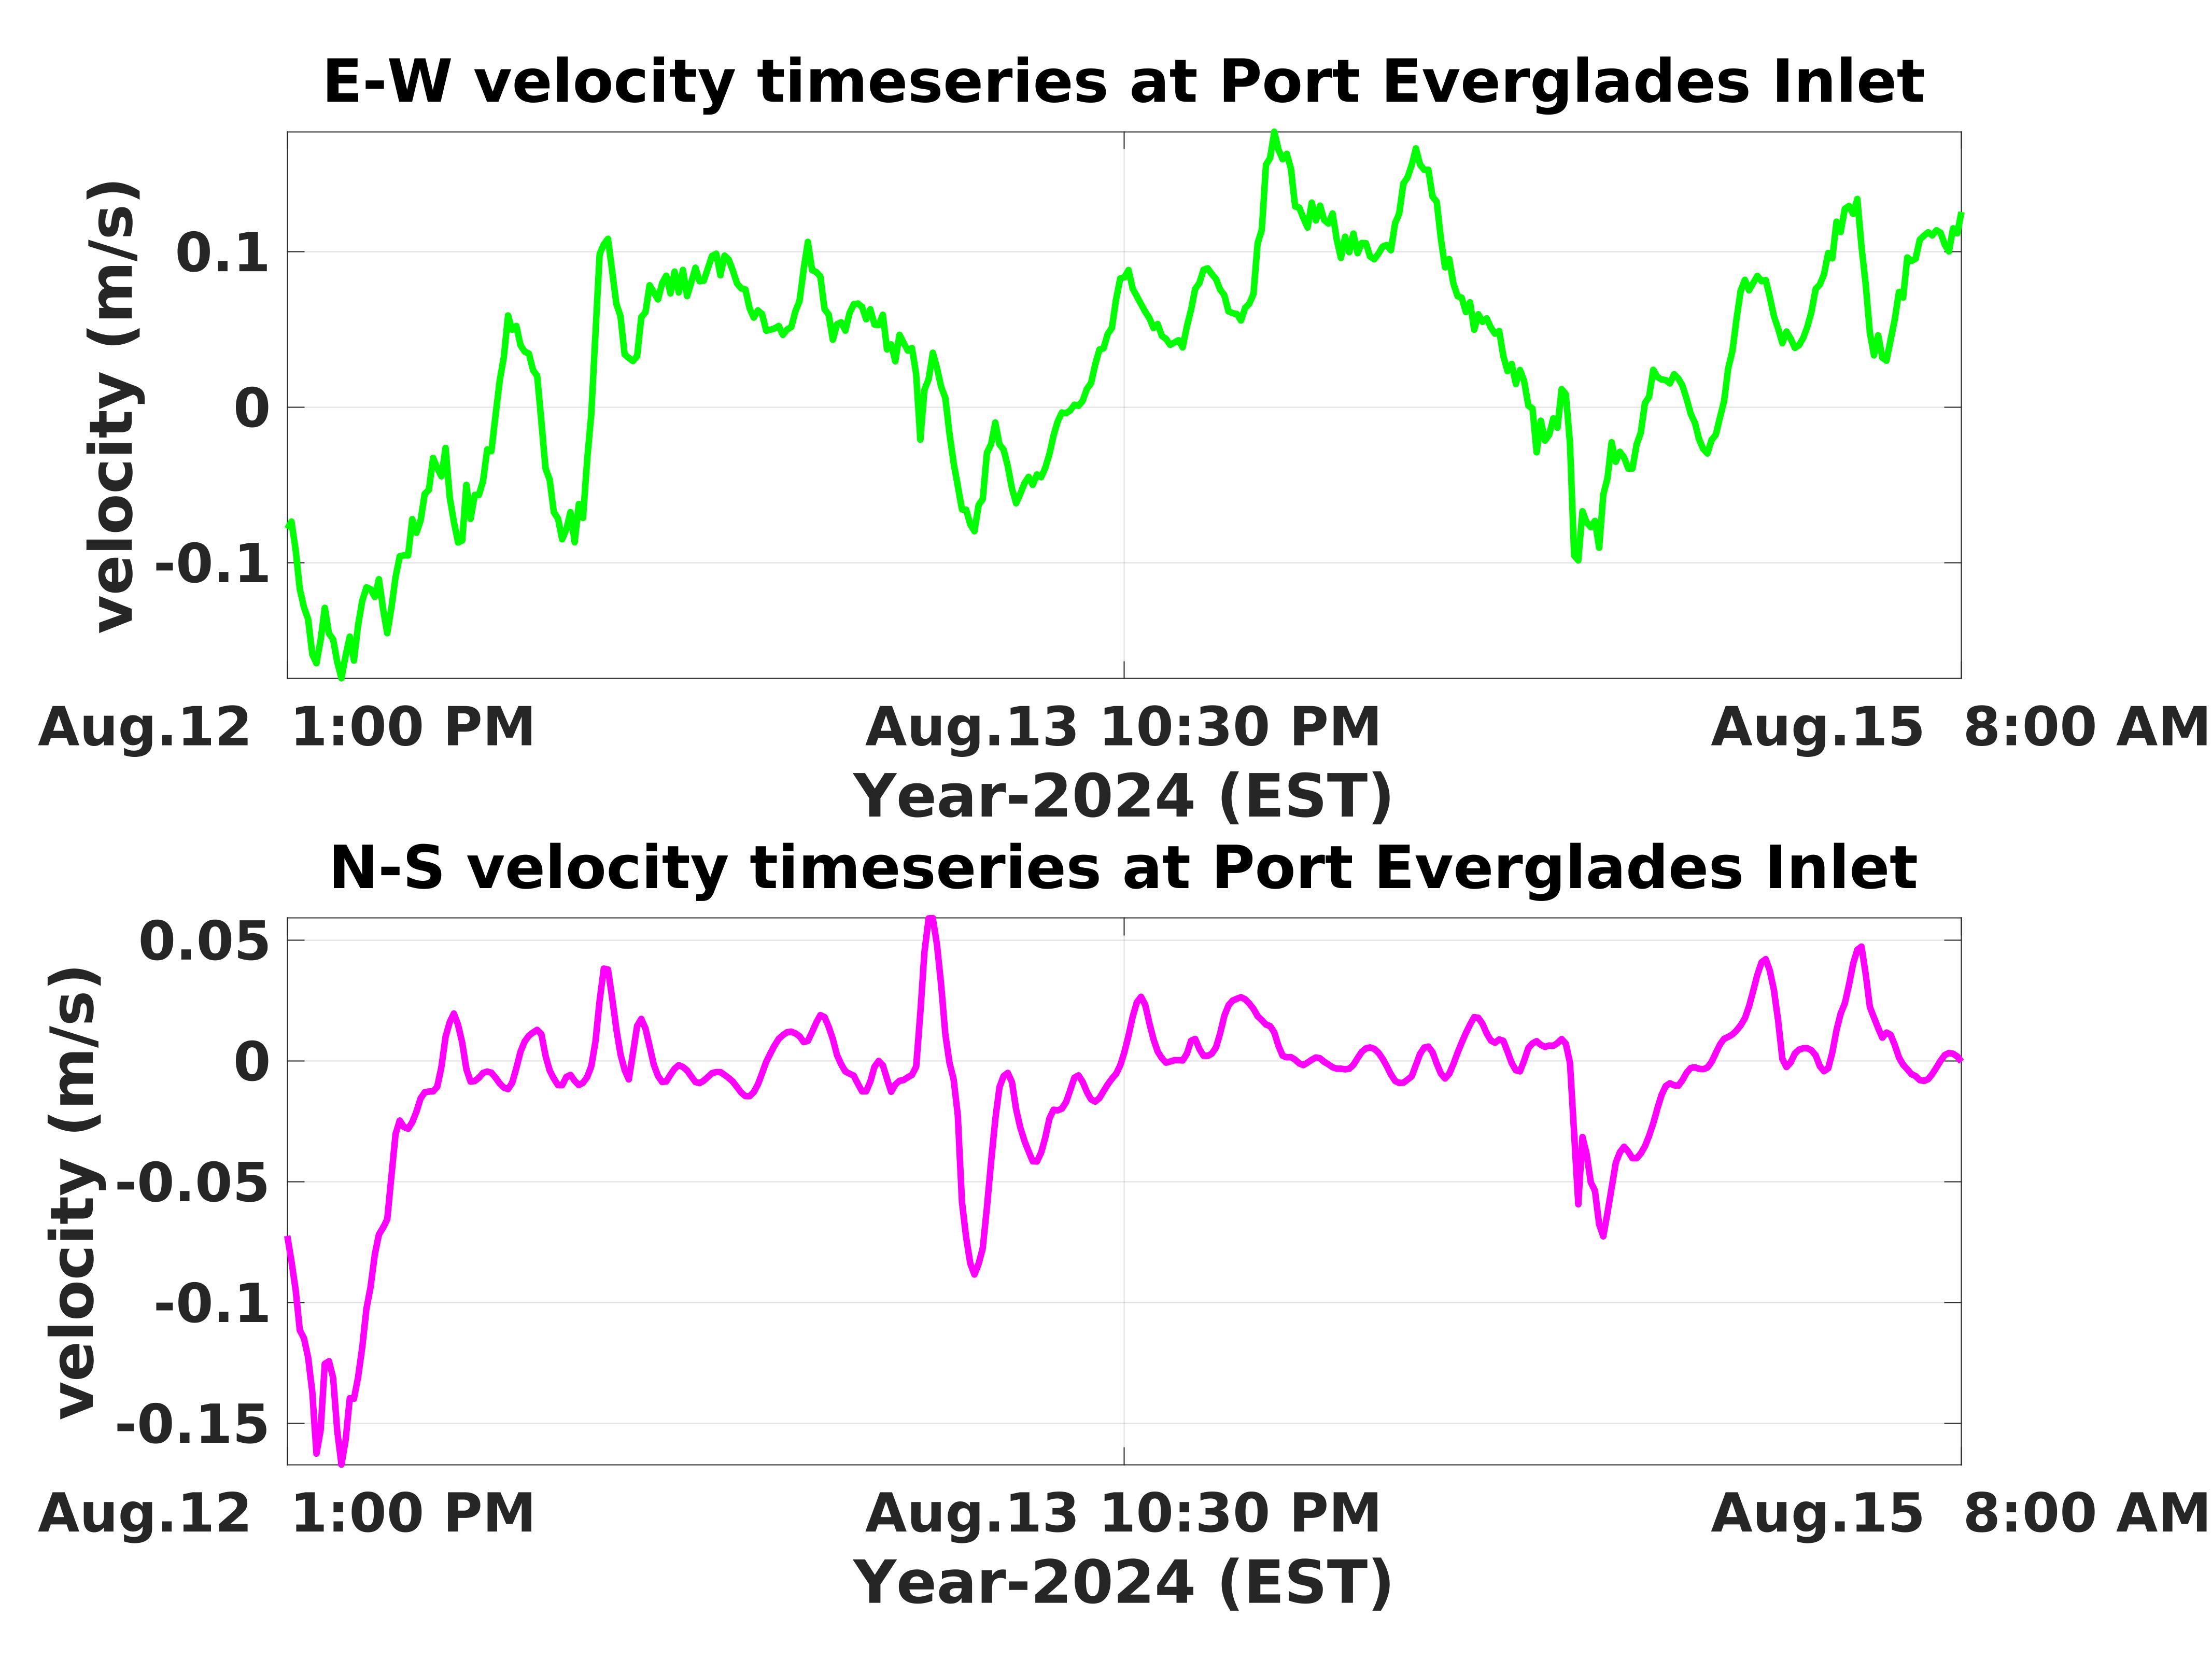 E-W velocity timeseries at Port Everglades Inlet
velocity (m/s)
0.1
0
-0.1
Aug.12  1:00 PM
Aug.13 10:30 PM
Aug.15  8:00 AM
Year-2024 (EST)
N-S velocity timeseries at Port Everglades Inlet
velocity (m/s)
0.05
0
-0.05
-0.1
-0.15
Aug.12  1:00 PM
Aug.13 10:30 PM
Aug.15  8:00 AM
Year-2024 (EST)